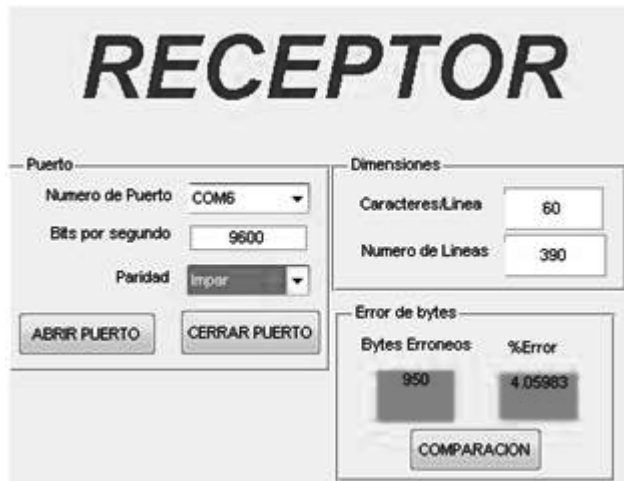 RECEPTOR
Puerto
Numero de Puerto COM6
Bits por segundo 9600
Paridad Impar
ABRIR PUERTO CERRAR PUERTO
Dimensiones
Caracteres/Linea 60
Numero de Lineas 390
Error de bytes
Bytes Erroneos %Error
950 4.05983
COMPARACION